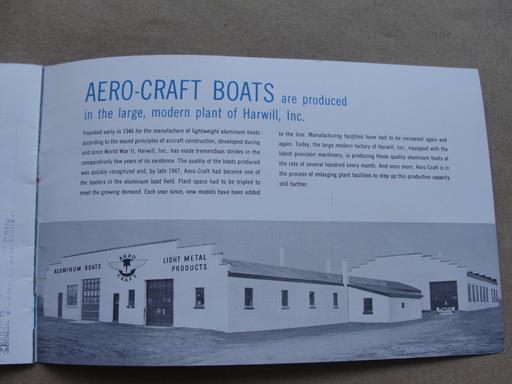 AERO-CRAFT BOATS are produced
in the large, modern plant of Harwill, Inc.
Founded early in 1946 for the manufacture of lightweight aluminum boats
according to the sound principles of aircraft construction, developed during
and since World War II, Harwill, Inc., has made tremendous strides in the
comparatively few years of its existence. The quality of the boats produced
was quickly recognized and, by late 1947, Aero-Craft had become one of
the leaders in the aluminum boat field. Plant space had to be tripled to
meet the growing demand. Each year since, new models have been added
to the line. Manufacturing facilities have had to be increased again and
again. Today, the large modern factory of Harwill, Inc., equipped with the
latest precision machinery, is producing these quality aluminum boats at
the rate of several hundred every month. And once more, Aero-Craft is in
the process of enlarging plant facilities to step up this production capacity
still further.
ALUMINUM BOATS
AERO
CRAFT
LIGHT METAL
PRODUCTS